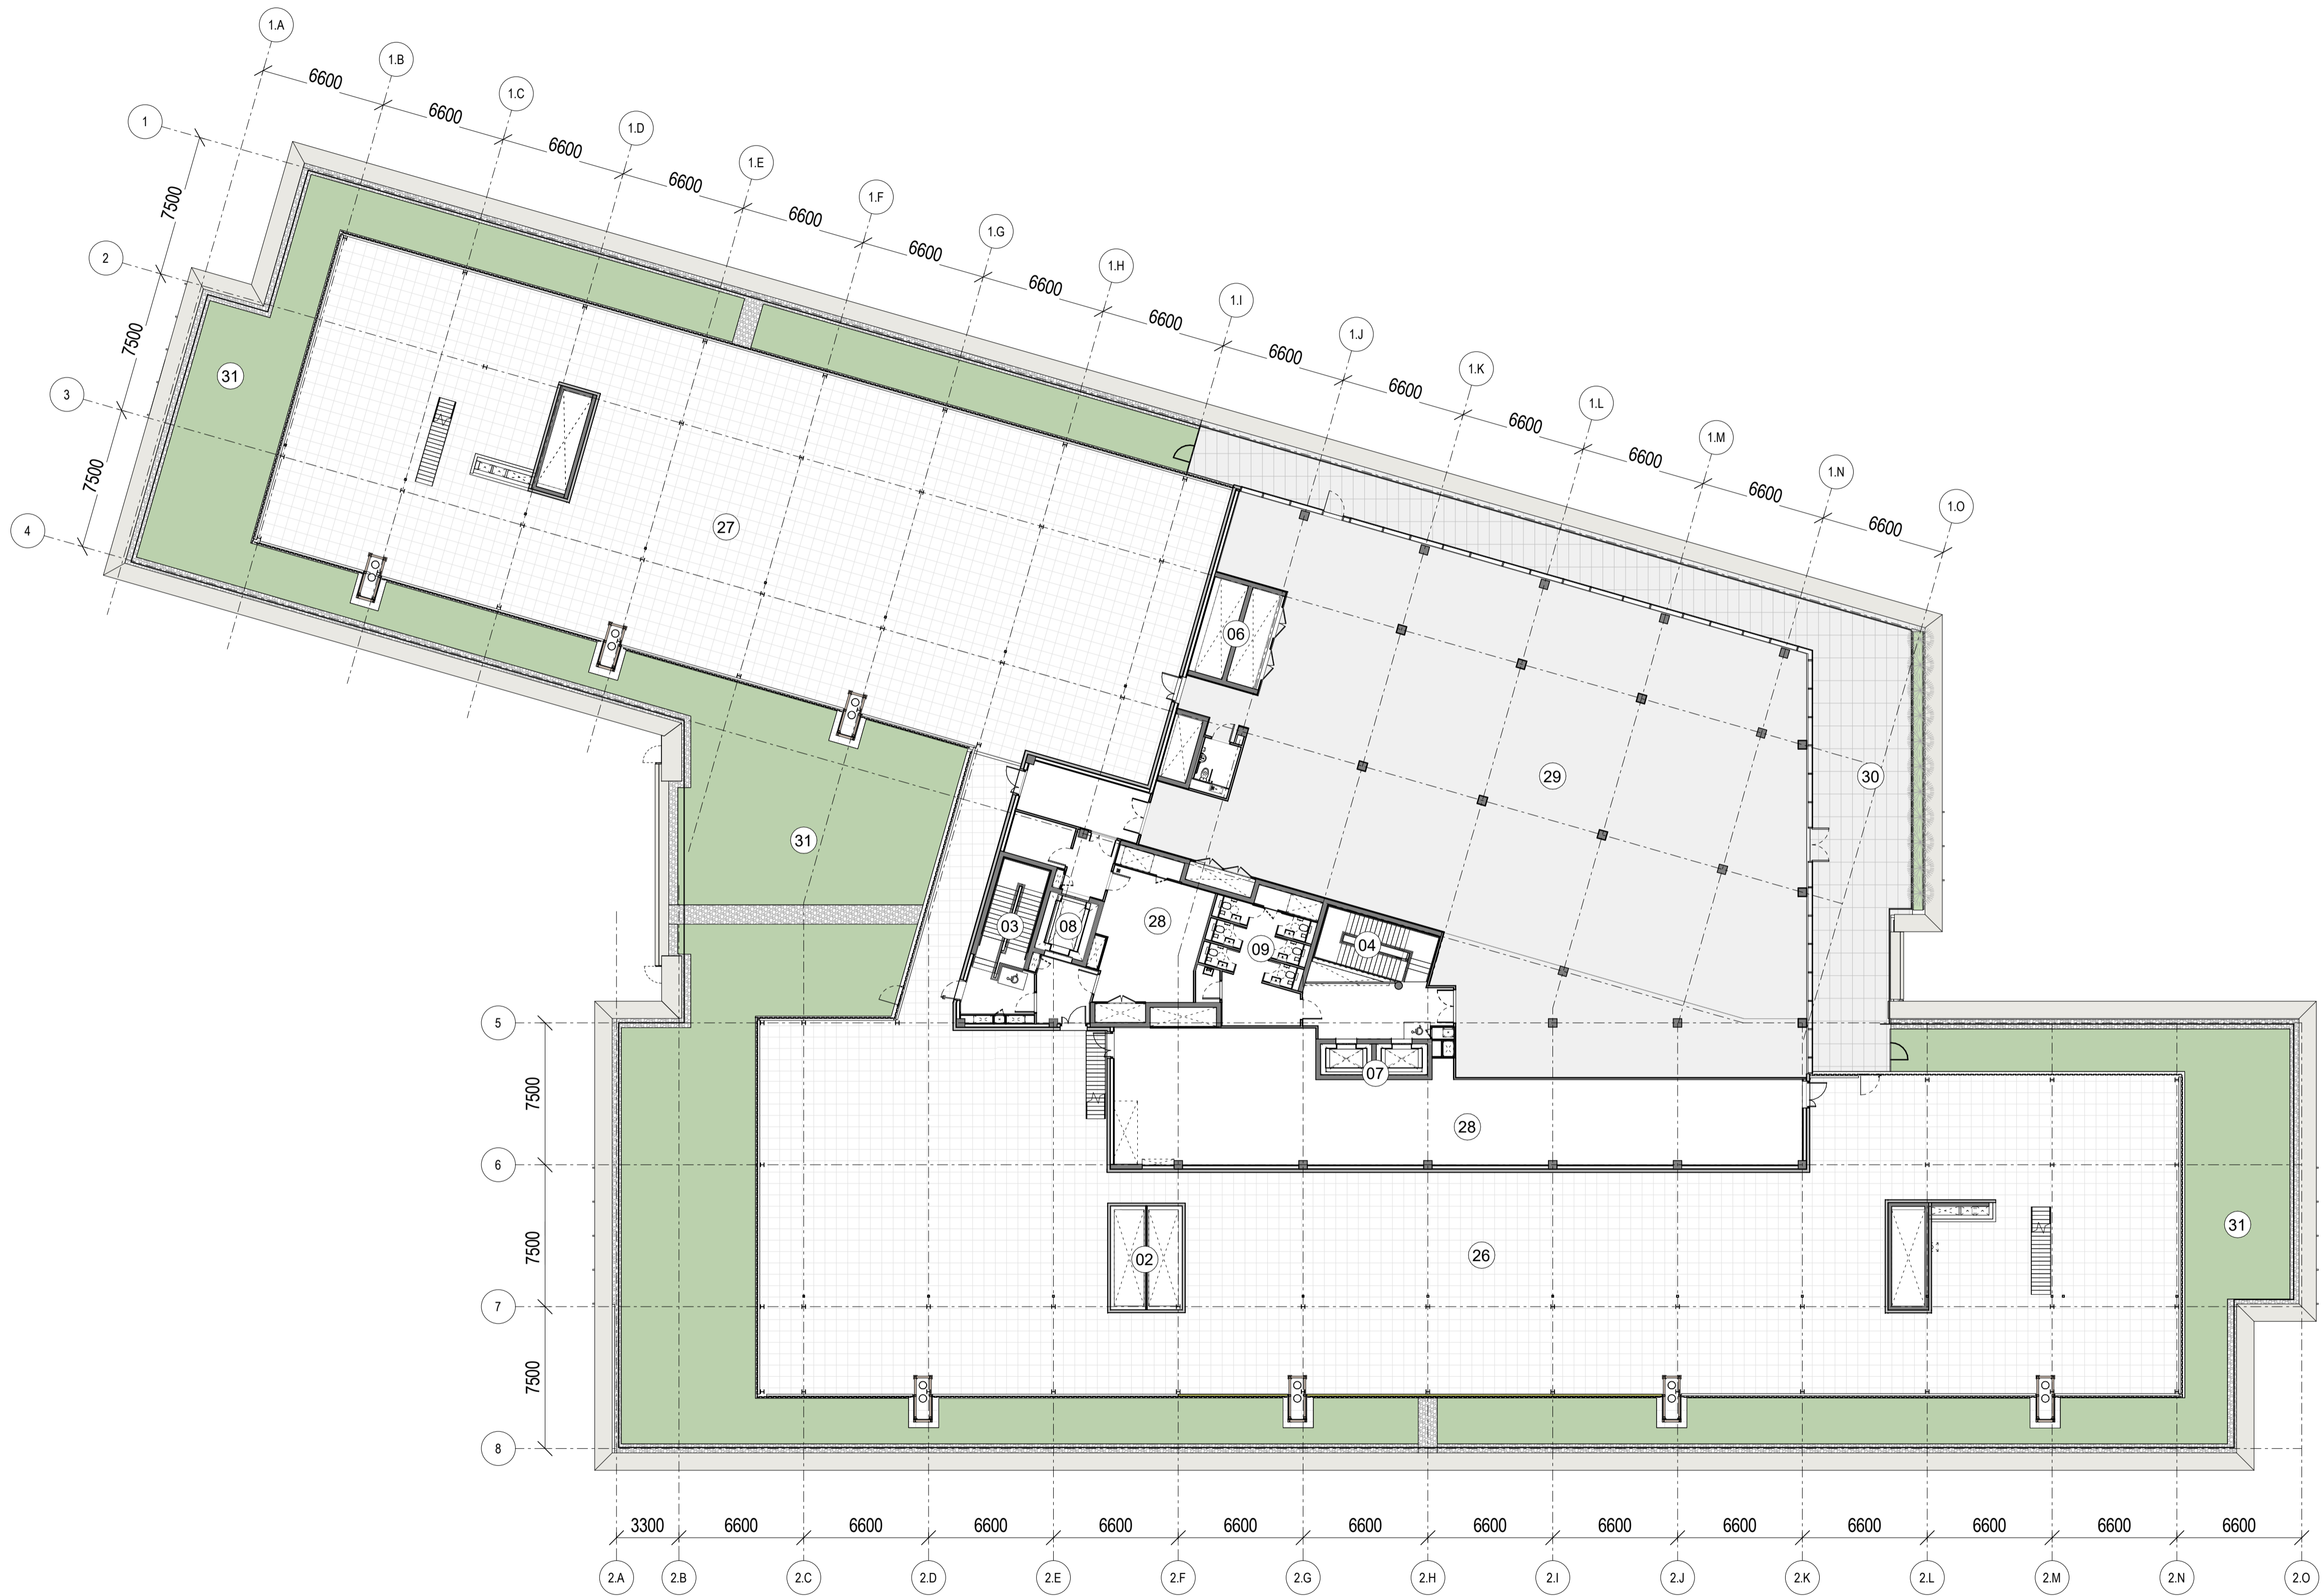 1.A
6600
1.B
6600
1.C
6600
1.D
6600
1.E
6600
1.F
6600
1.G
6600
1.H
6600
1.I
6600
1.J
6600
1.K
6600
1.L
6600
1.M
6600
1.N
6600
1.O
1
7500
2
7500
3
7500
4
31
27
06
29
30
31
03
08
28
09
04
07
28
02
26
31
5
7500
6
7500
7
7500
8
3300
6600
6600
6600
6600
6600
6600
6600
6600
6600
6600
6600
6600
6600
2.A
2.B
2.C
2.D
2.E
2.F
2.G
2.H
2.I
2.J
2.K
2.L
2.M
2.N
2.O